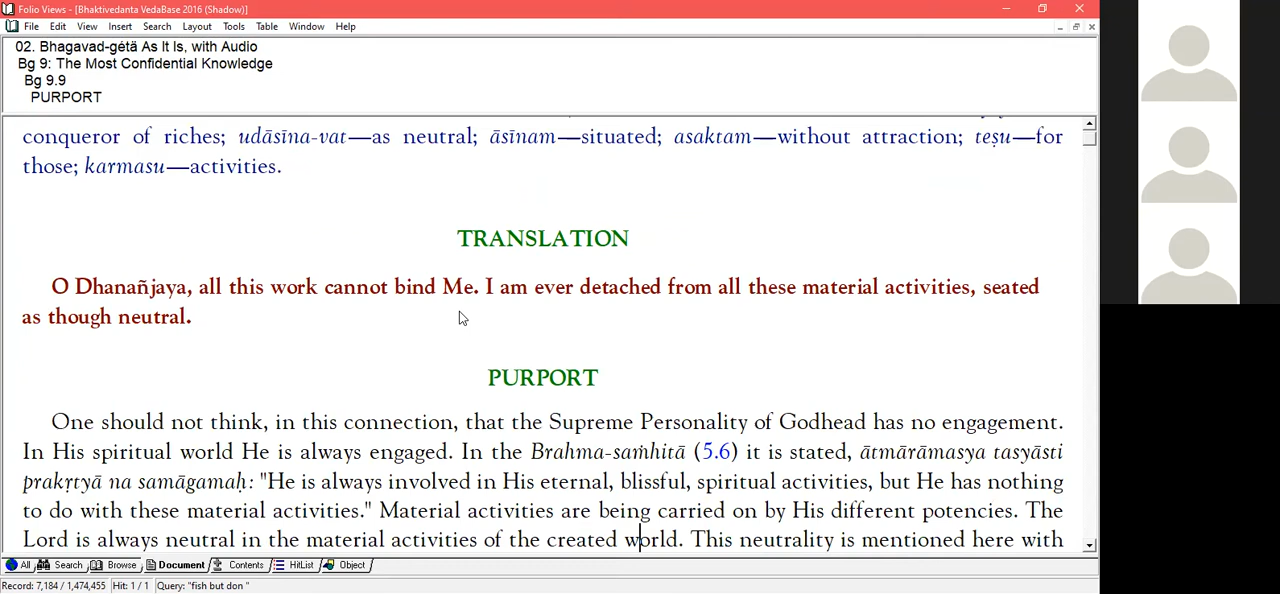 Folio Views - [Bhaktivedanta VedaBase 2016 (Shadow)]
File Edit View Insert Search Layout Tools Table Window Help
02. Bhagavad-gétä As It Is, with Audio
Bg 9: The Most Confidential Knowledge
Bg 9.9
PURPORT
conqueror of riches; udāsīna-vat—as neutral; āsīnam—situated; asaktam—without attraction; teṣu—for
those; karmasu—activities.
TRANSLATION
O Dhanañjaya, all this work cannot bind Me. I am ever detached from all these material activities, seated
as though neutral.
PURPORT
One should not think, in this connection, that the Supreme Personality of Godhead has no engagement.
In His spiritual world He is always engaged. In the Brahma-saṁhitā (5.6) it is stated, ātmārāmasya tasyāsti
prakṛtyā na samāgamaḥ: "He is always involved in His eternal, blissful, spiritual activities, but He has nothing
to do with these material activities." Material activities are being carried on by His different potencies. The
Lord is always neutral in the material activities of the created world. This neutrality is mentioned here with
All Search Browse Document Contents HitList Object
Record: 7,184 / 1,474,455 Hit: 1 / 1 Query: "fish but don "